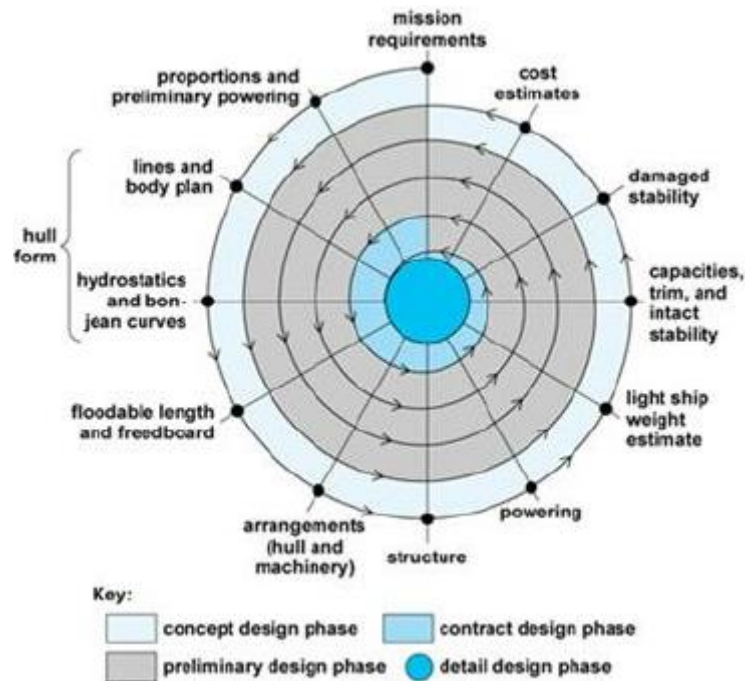 mission
requirements
cost
estimates
proportions and
preliminary powering
lines and
body plan
damaged
stability
hull
form
hydrostatics
and bon-
jean curves
capacities,
trim, and
intact
stability
floodable length
and freedboard
light ship
weight
estimate
arrangements
(hull and
machinery)
structure
powering
Key:
concept design phase
contract design phase
preliminary design phase
detail design phase